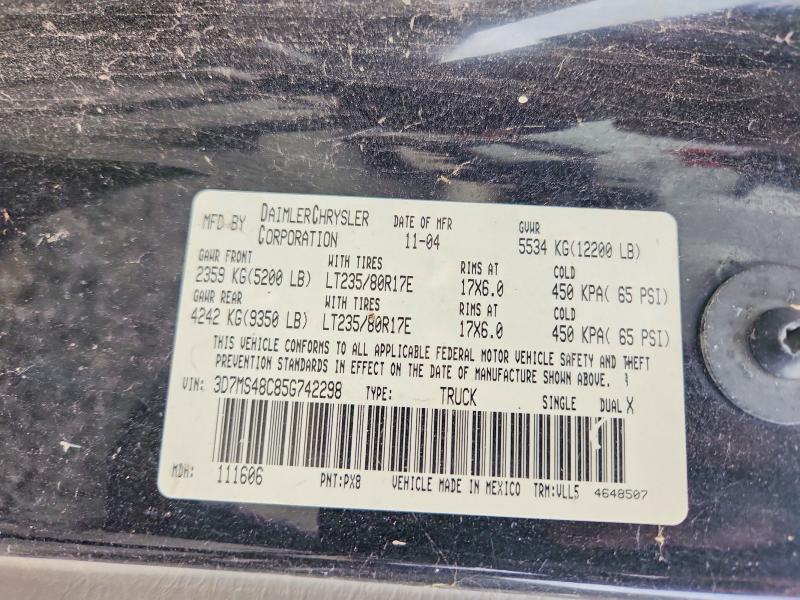 MFD BY DAIMLERCHRYSLER CORPORATION DATE OF MFR 11-04 GVWR 5534 KG(12200 LB)
GAWR FRONT WITH TIRES RIMS AT COLD
2359 KG(5200 LB) LT235/80R17E 17X6.0 450 KPA( 65 PSI)
GAWR REAR WITH TIRES RIMS AT COLD
4242 KG(9350 LB) LT235/80R17E 17X6.0 450 KPA( 65 PSI)
THIS VEHICLE CONFORMS TO ALL APPLICABLE FEDERAL MOTOR VEHICLE SAFETY AND THEFT
PREVENTION STANDARDS IN EFFECT ON THE DATE OF MANUFACTURE SHOWN ABOVE.
VIN: 3D7MS48C85G742298 TYPE: TRUCK SINGLE DUAL X
MDH: 111606 PNT:PX8 VEHICLE MADE IN MEXICO TRM:VLL5 4648507